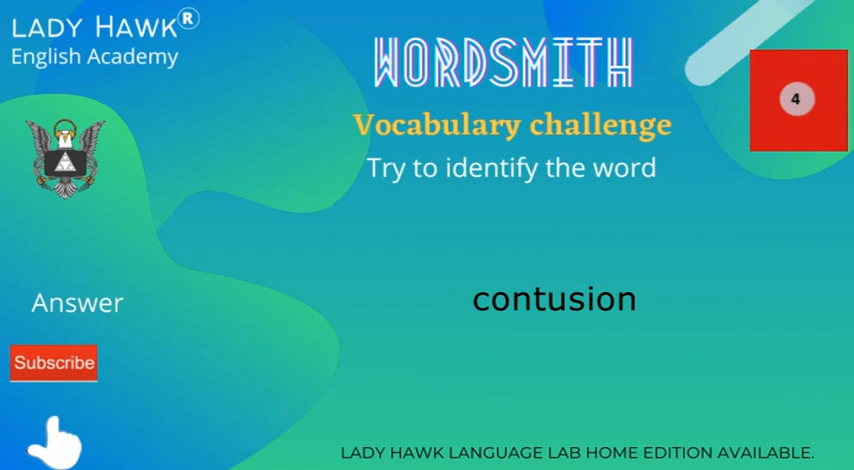 LADY HAWK®
English Academy
WORDSMITH
Vocabulary challenge
4
Try to identify the word
Answer
contusion
Subscribe
LADY HAWK LANGUAGE LAB HOME EDITION AVAILABLE.